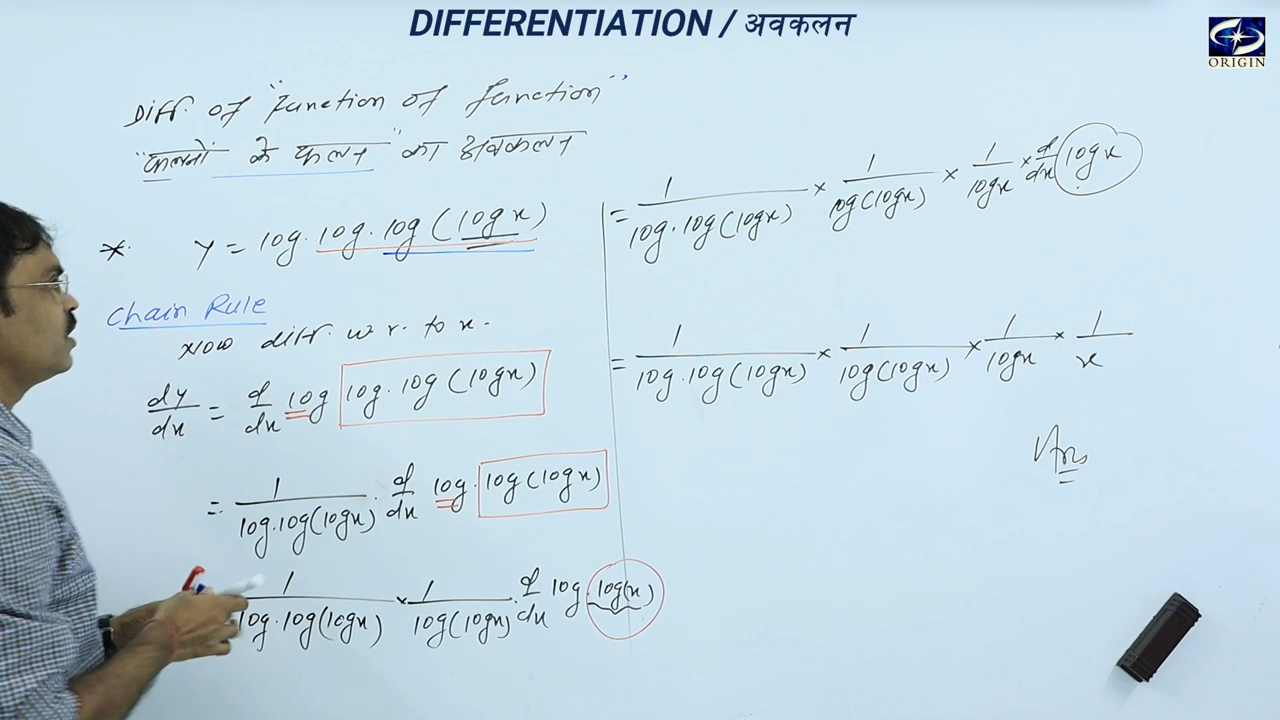 DIFFERENTIATION / अवकलन
ORIGIN
Diff. of "Function of function"
"फलनों के फलन" का अवकलन
* y = log. log. log (log x)
Chain Rule
Now diff. w r. to x.
dy/dx = d/dx log log. log (log x)
= 1/log.log(log x) . d/dx log. log(log x)
1/log.log(log x) × 1/log(log x) . d/dx log. log(x)
= 1/log.log(log x) × 1/log(log x) × 1/log x × d/dx log x
= 1/log.log(log x) × 1/log(log x) × 1/log x × 1/x
Ans